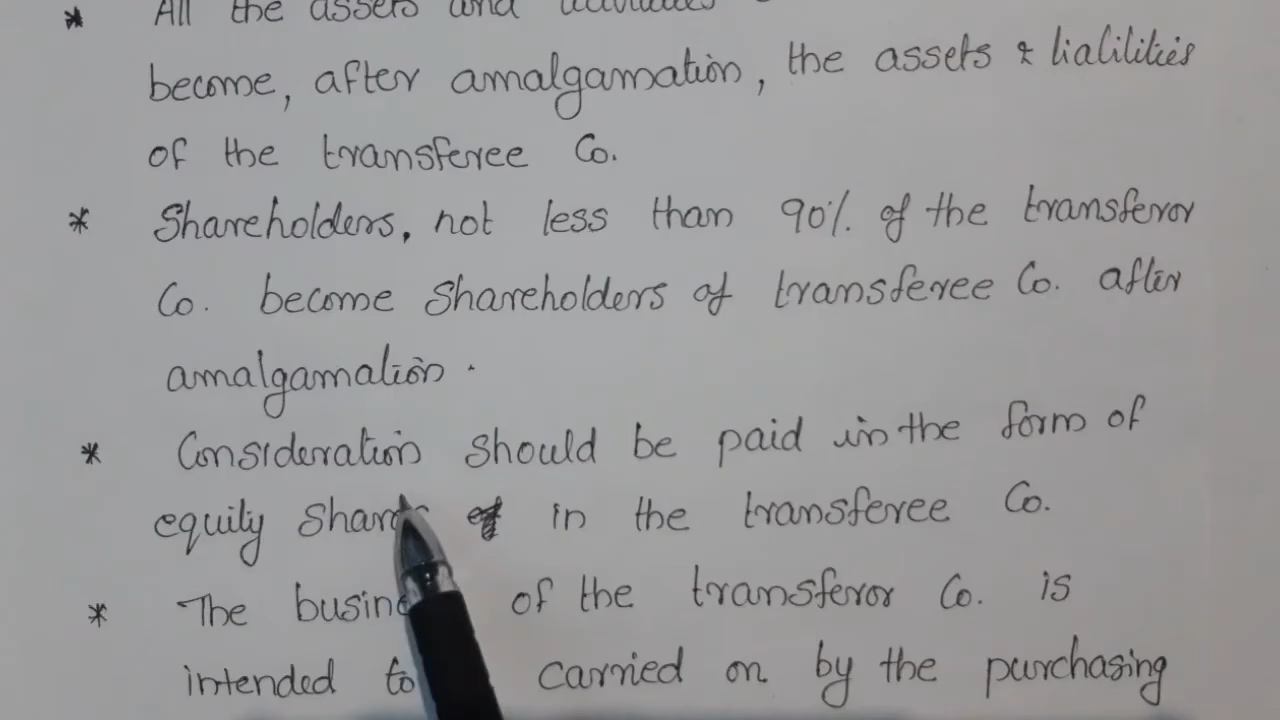 * All the assets and
become, after amalgamation, the assets & lialilities
of the transferee Co.
* Shareholders, not less than 90% of the transferor
Co. become shareholders of transferee Co. after
amalgamation.
* Consideration should be paid in the form of
equity in the transferee Co.
* The of the transferor Co. is
intended to carried on by the purchasing